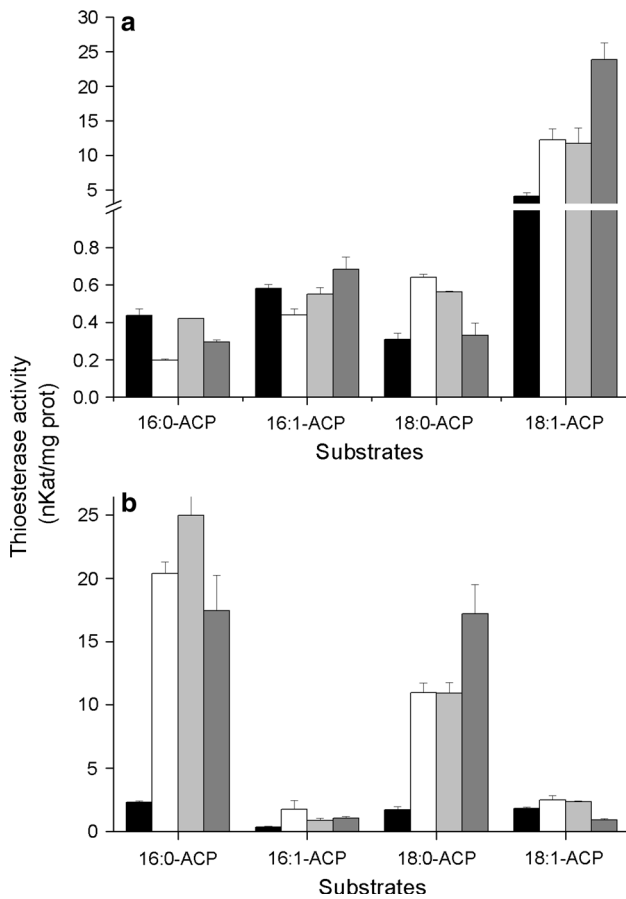 a
30
25
20
15
10
5
0.8
0.6
0.4
0.2
0.0
16:0-ACP 16:1-ACP 18:0-ACP 18:1-ACP
Substrates
Thioesterase activity
(nKat/mg prot)
b
25
20
15
10
5
0
16:0-ACP 16:1-ACP 18:0-ACP 18:1-ACP
Substrates